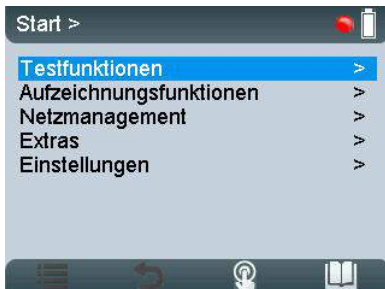 Start >
Testfunktionen >
Aufzeichnungsfunktionen >
Netzmanagement >
Extras >
Einstellungen >